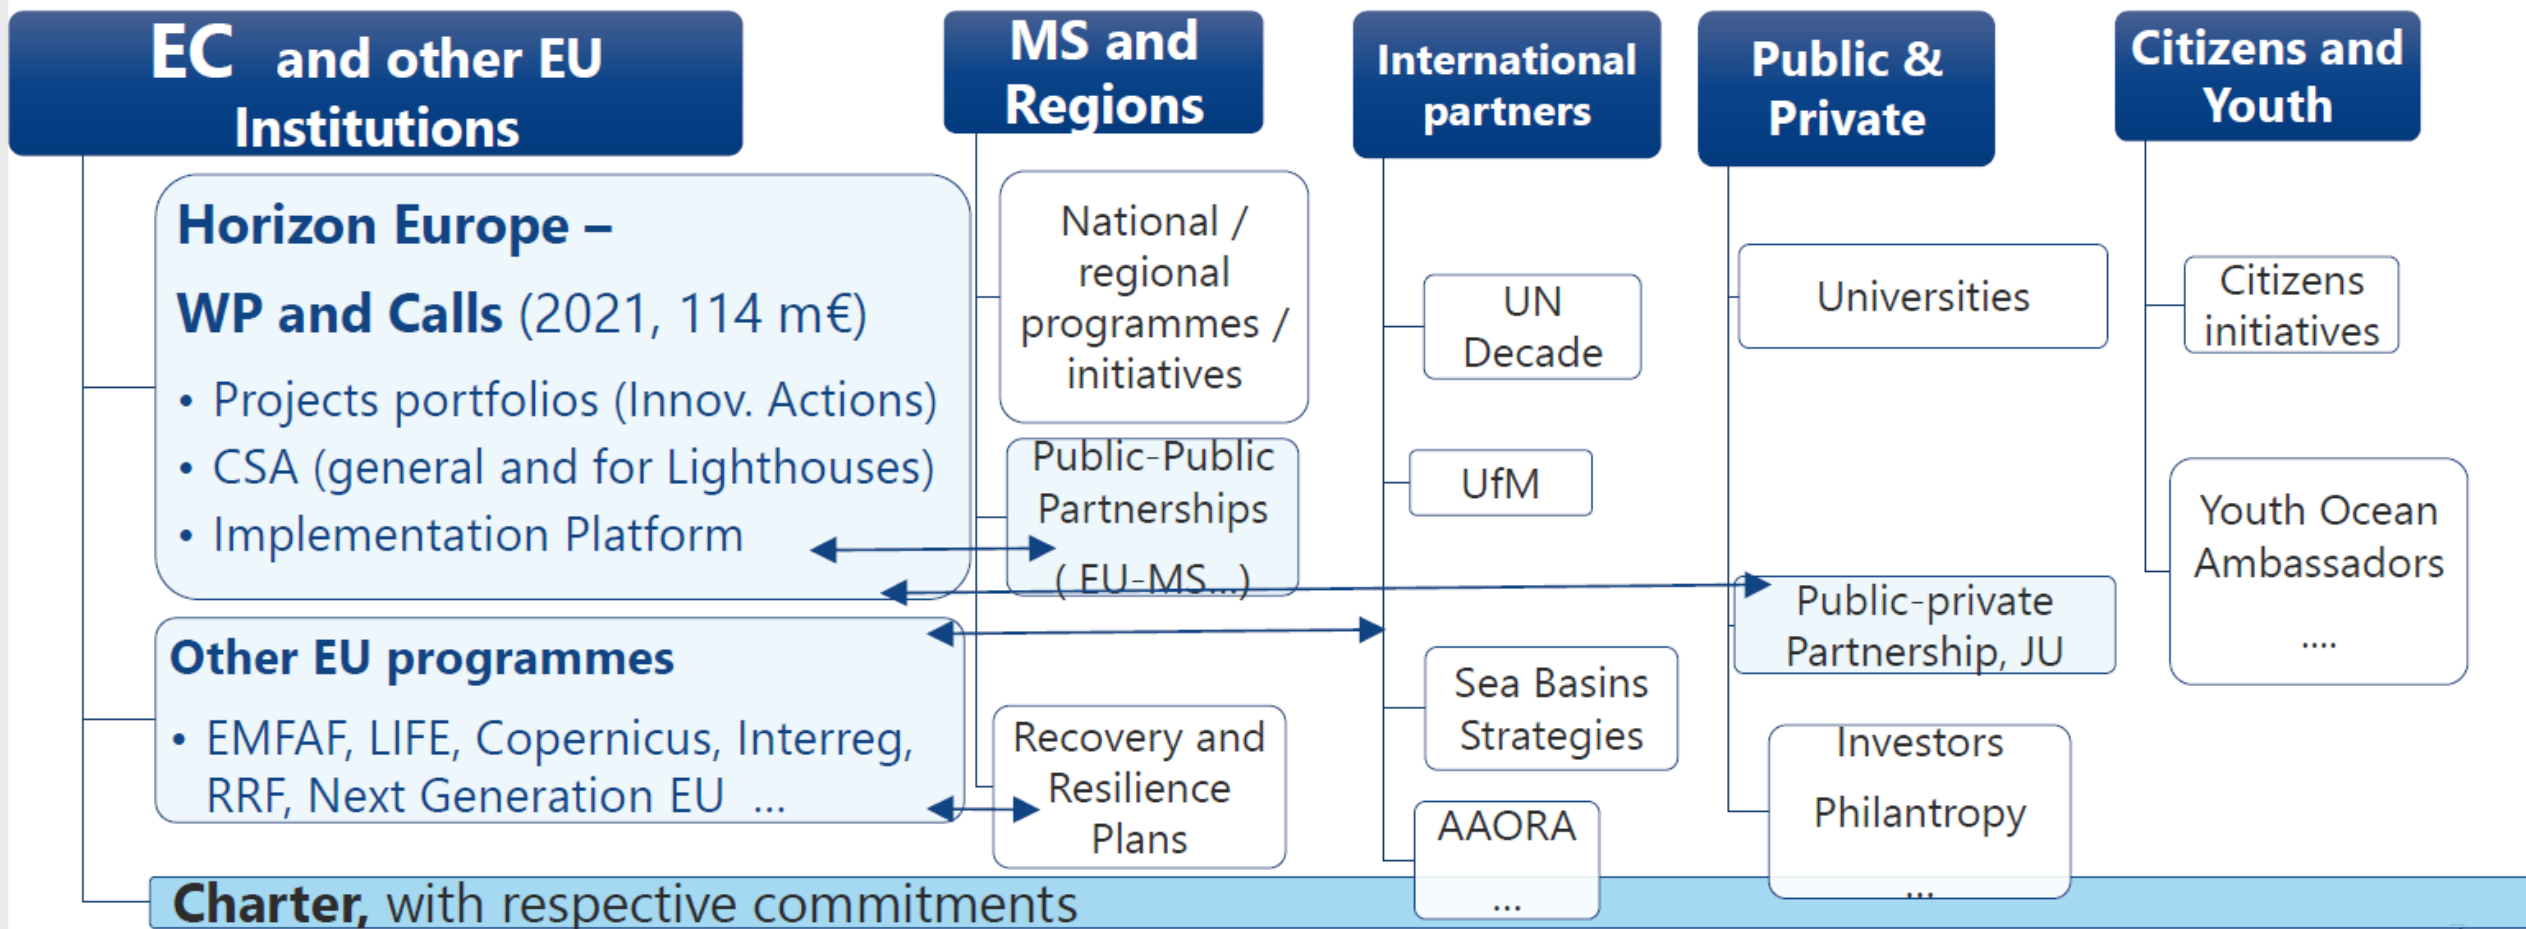 EC and other EU
Institutions
Horizon Europe –
WP and Calls (2021, 114 m€)
• Projects portfolios (Innov. Actions)
• CSA (general and for Lighthouses)
• Implementation Platform
Other EU programmes
• EMFAF, LIFE, Copernicus, Interreg,
RRF, Next Generation EU ...
Charter, with respective commitments
MS and
Regions
National /
regional
programmes /
initiatives
Public-Public
Partnerships
( EU-MS...)
Recovery and
Resilience
Plans
International
partners
UN
Decade
UfM
Sea Basins
Strategies
AAORA
...
Public &
Private
Universities
Public-private
Partnership, JU
Investors
Philantropy
...
Citizens and
Youth
Citizens
initiatives
Youth Ocean
Ambassadors
....